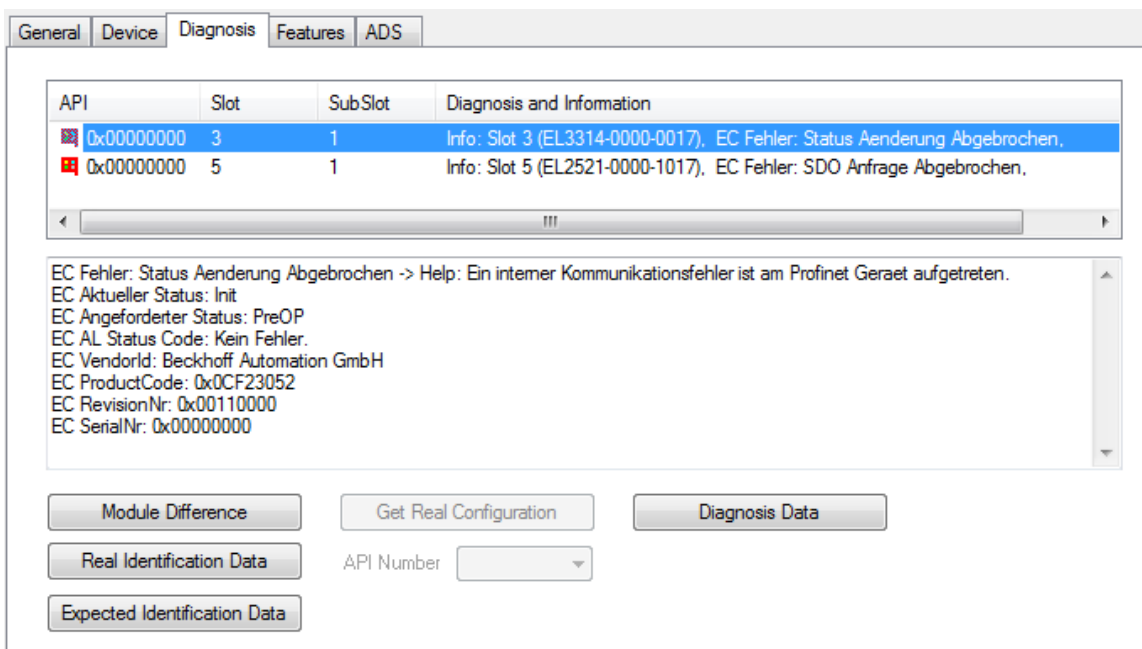 General Device Diagnosis Features ADS
API Slot SubSlot Diagnosis and Information
0x00000000 3 1 Info: Slot 3 (EL3314-0000-0017), EC Fehler: Status Aenderung Abgebrochen,
0x00000000 5 1 Info: Slot 5 (EL2521-0000-1017), EC Fehler: SDO Anfrage Abgebrochen,
EC Fehler: Status Aenderung Abgebrochen -> Help: Ein interner Kommunikationsfehler ist am Profinet Geraet aufgetreten.
EC Aktueller Status: Init
EC Angeforderter Status: PreOP
EC AL Status Code: Kein Fehler.
EC VendorId: Beckhoff Automation GmbH
EC ProductCode: 0x0CF23052
EC RevisionNr: 0x00110000
EC SerialNr: 0x00000000
Module Difference Get Real Configuration Diagnosis Data
Real Identification Data API Number
Expected Identification Data